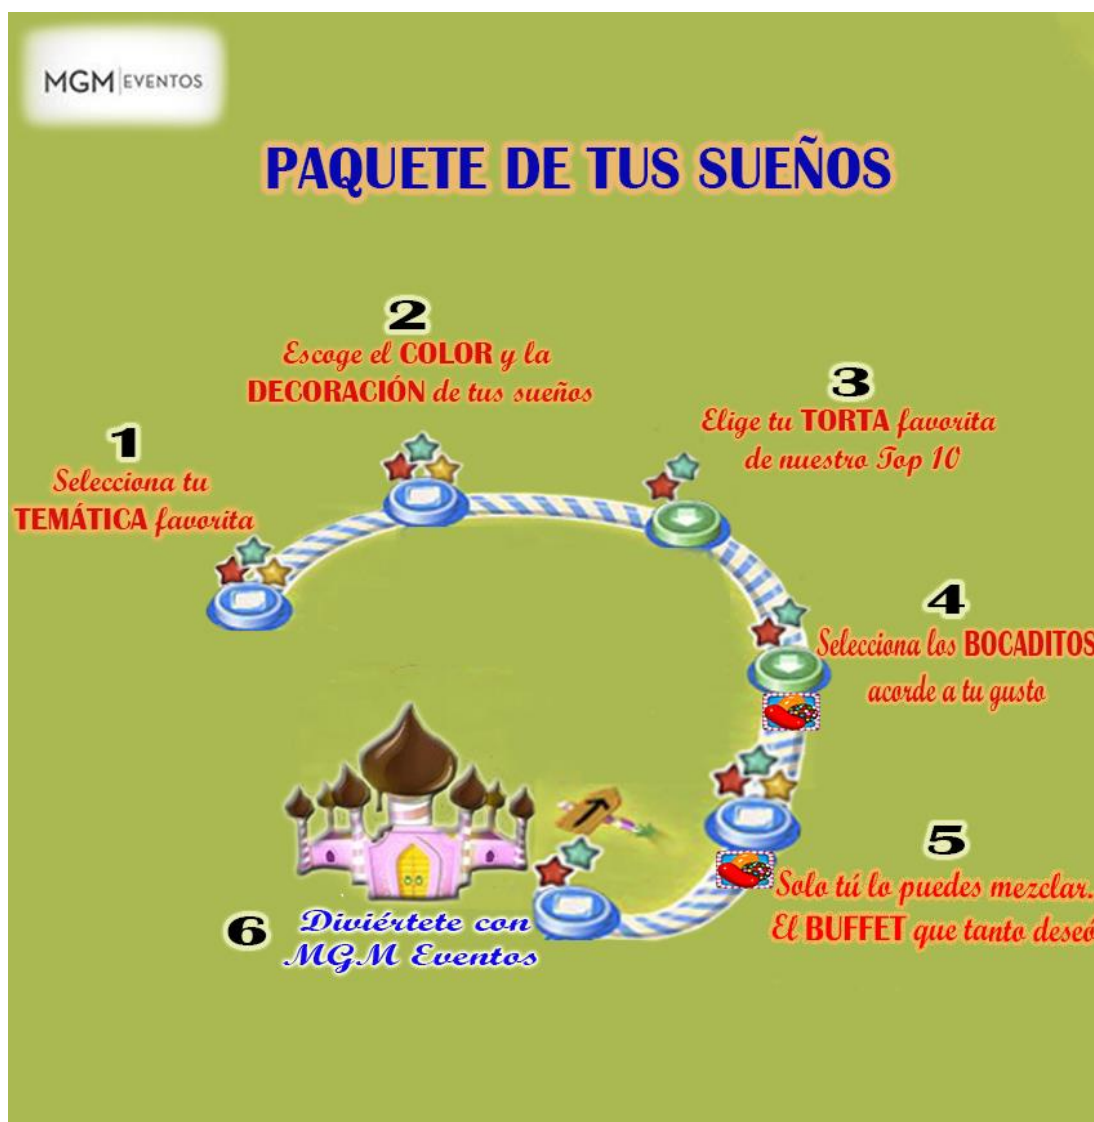 MGM EVENTOS
PAQUETE DE TUS SUEÑOS
1
Selecciona tu
TEMÁTICA favorita
2
Escoge el COLOR y la
DECORACIÓN de tus sueños
3
Elige tu TORTA favorita
de nuestro Top 10
4
Selecciona los BOCADITOS
acorde a tu gusto
5
Solo tú lo puedes mezclar.
El BUFFET que tanto deseó
6
Diviértete con
MGM Eventos